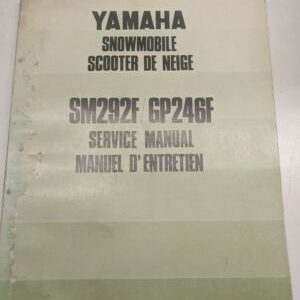 YAMAHA
SNOWMOBILE
SCOOTER DE NEIGE
SM292F/GP246F
SERVICE MANUAL
MANUEL D'ENTRETIEN